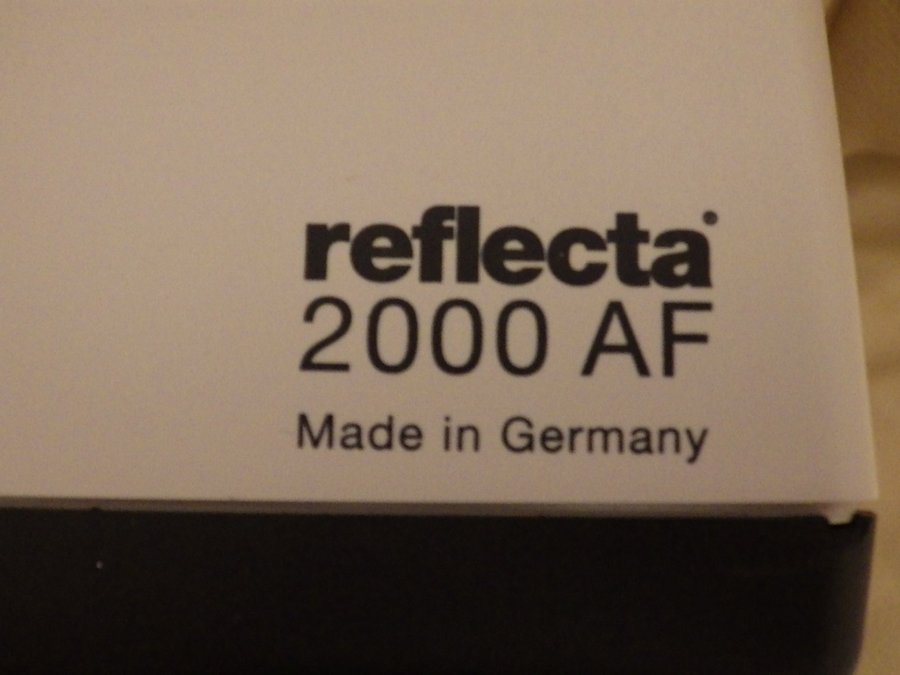 reflecta
2000 AF
Made in Germany